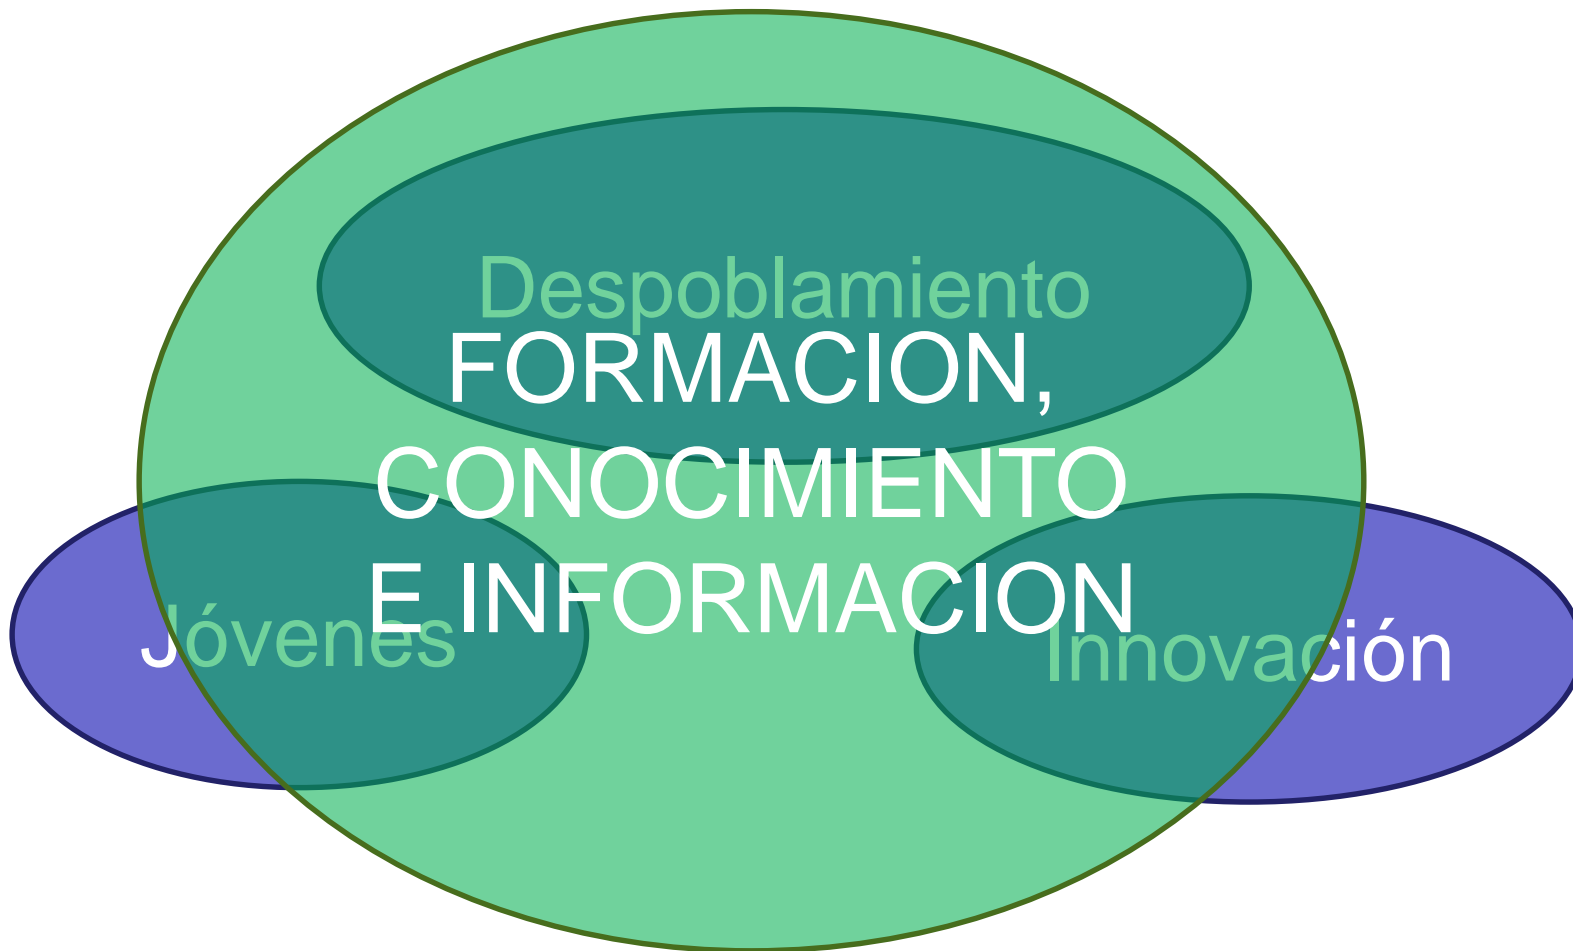 Despoblamiento
FORMACION,
CONOCIMIENTO
E INFORMACION
Jóvenes
Innovación